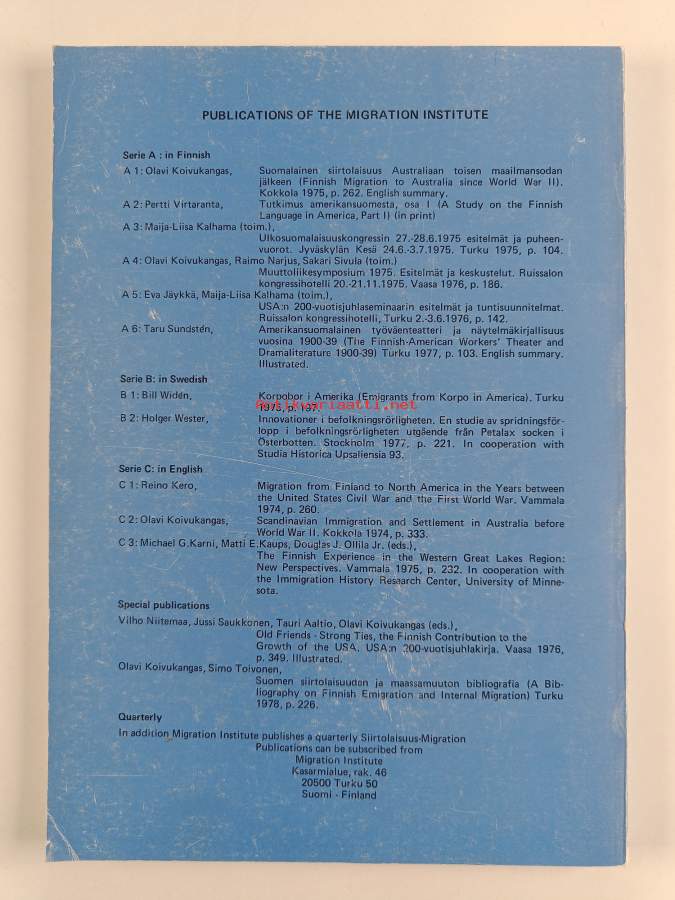 PUBLICATIONS OF THE MIGRATION INSTITUTE
Serie A : in Finnish
A 1: Olavi Koivukangas, Suomalainen siirtolaisuus Australiaan toisen maailmansodan
jälkeen (Finnish Migration to Australia since World War II).
Kokkola 1975, p. 262. English summary.
A 2: Pertti Virtaranta, Tutkimus amerikansuomesta, osa I (A Study on the Finnish
Language in America, Part I) (in print)
A 3: Maija-Liisa Kalhama (toim.),
Ulkosuomalaisuuskongressin 27.-28.6.1975 esitelmät ja puheen-
vuorot. Jyväskylän Kesä 24.6.-3.7.1975. Turku 1975, p. 104.
A 4: Olavi Koivukangas, Raimo Narjus, Sakari Sivula (toim.)
Muuttoliikesymposium 1975. Esitelmät ja keskustelut. Ruissalon
kongressihotelli 20.-21.11.1975. Vaasa 1976, p. 186.
A 5: Eva Jäykkä, Maija-Liisa Kalhama (toim.),
USA:n 200-vuotisjuhlaseminaarin esitelmät ja tuntisuunnitelmat.
Ruissalon kongressihotelli, Turku 2.-3.6.1976, p. 142.
A 6: Taru Sundstén, Amerikansuomalainen työväenteatteri ja näytelmäkirjallisuus
vuosina 1900-39 (The Finnish-American Workers' Theater and
Dramaliterature 1900-39) Turku 1977, p. 103. English summary.
Illustrated.
Serie B: in Swedish
B 1: Bill Widén, Korpobor i Amerika (Emigrants from Korpo in America). Turku
1975, p.
antikvariaatti.net
B 2: Holger Wester, Innovationer i befolkningsrörligheten. En studie av spridningsför-
lopp i befolkningsrörligheten utgående från Petalax socken i
Österbotten. Stockholm 1977, p. 221. In cooperation with
Studia Historica Upsaliensia 93.
Serie C: in English
C 1: Reino Kero, Migration from Finland to North America in the Years between
the United States Civil War and the First World War. Vammala
1974, p. 260.
C 2: Olavi Koivukangas, Scandinavian Immigration and Settlement in Australia before
World War II. Kokkola 1974, p. 333.
C 3: Michael G.Karni, Matti E.Kaups, Douglas J. Ollila Jr. (eds.),
The Finnish Experience in the Western Great Lakes Region:
New Perspectives. Vammala 1975, p. 232. In cooperation with
the Immigration History Research Center, University of Minne-
sota.
Special publications
Vilho Niitemaa, Jussi Saukkonen, Tauri Aaltio, Olavi Koivukangas (eds.),
Old Friends - Strong Ties, the Finnish Contribution to the
Growth of the USA. USA:n 200-vuotisjuhlakirja. Vaasa 1976,
p. 349. Illustrated.
Olavi Koivukangas, Simo Toivonen,
Suomen siirtolaisuuden ja maassamuuton bibliografia (A Bib-
liography on Finnish Emigration and Internal Migration) Turku
1978, p. 226.
Quarterly
In addition Migration Institute publishes a quarterly Siirtolaisuus-Migration
Publications can be subscribed from
Migration Institute
Kasarmialue, rak. 46
20500 Turku 50
Suomi - Finland